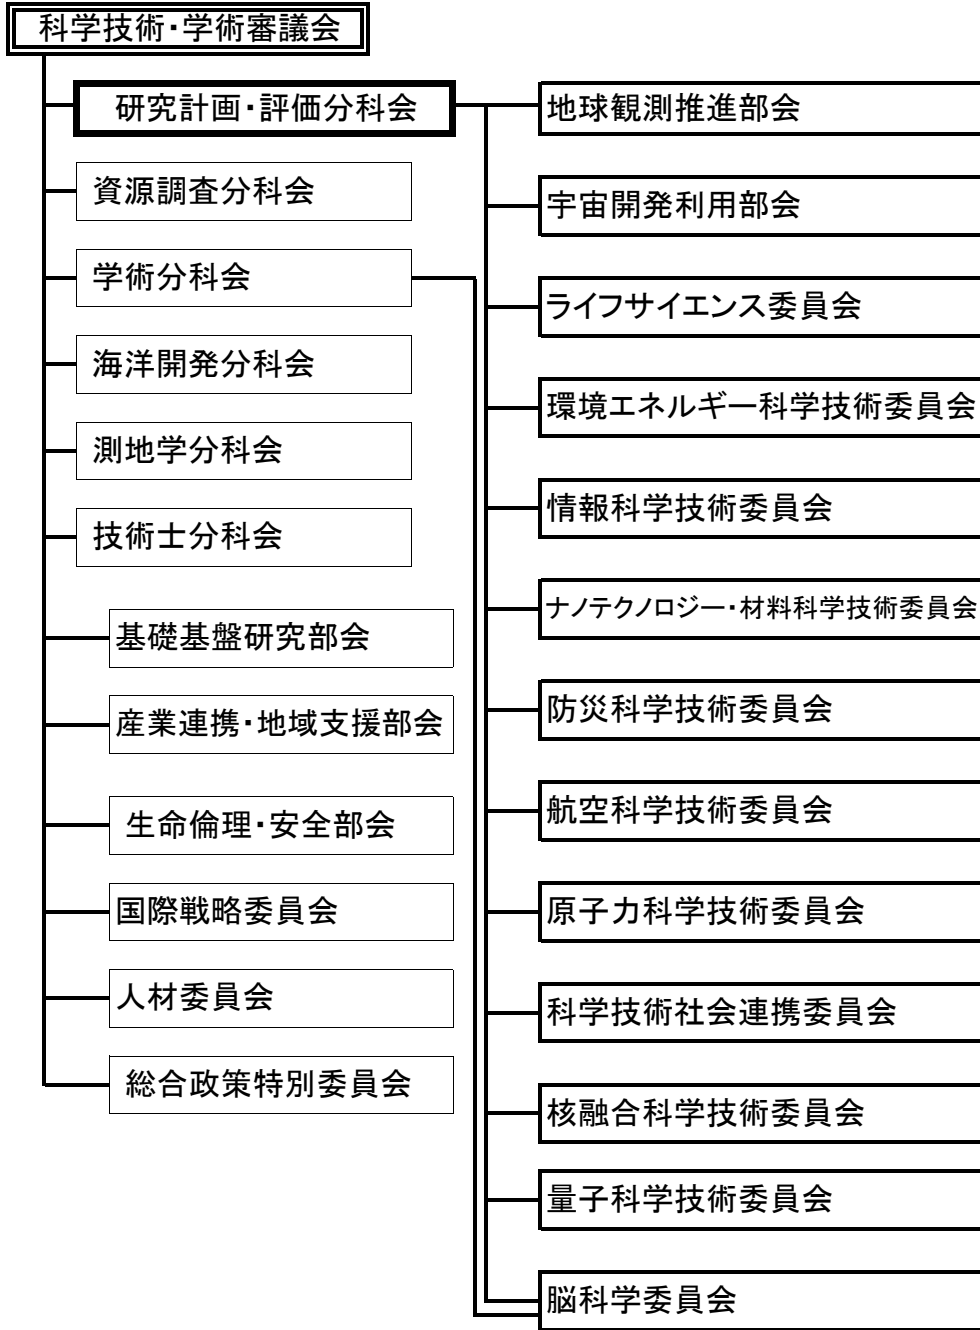 科学技術・学術審議会
研究計画・評価分科会
資源調査分科会
学術分科会
海洋開発分科会
測地学分科会
技術士分科会
基礎基盤研究部会
産業連携・地域支援部会
生命倫理・安全部会
国際戦略委員会
人材委員会
総合政策特別委員会
地球観測推進部会
宇宙開発利用部会
ライフサイエンス委員会
環境エネルギー科学技術委員会
情報科学技術委員会
ナノテクノロジー・材料科学技術委員会
防災科学技術委員会
航空科学技術委員会
原子力科学技術委員会
科学技術社会連携委員会
核融合科学技術委員会
量子科学技術委員会
脳科学委員会